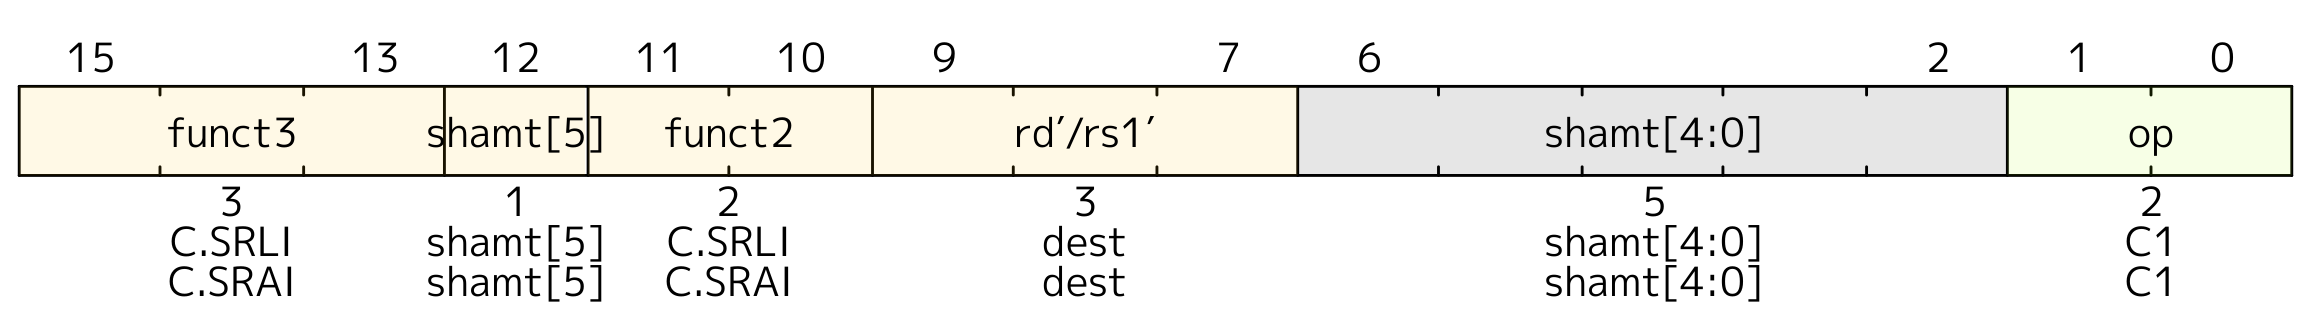 15 13 12 11 10 9 7 6 2 1 0
funct3 shamt[5] funct2 rd′/rs1′ shamt[4:0] op
3 1 2 3 5 2
C.SRLI shamt[5] C.SRLI dest shamt[4:0] C1
C.SRAI shamt[5] C.SRAI dest shamt[4:0] C1